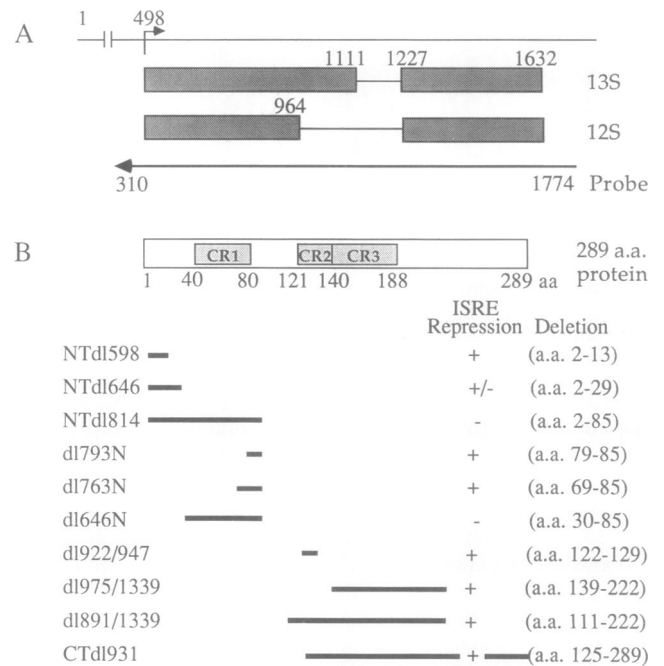 A
1 498
1111 1227 1632
13S
964
12S
310 1774 Probe
B
CR1 CR2 CR3
289 a.a. protein
1 40 80 121 140 188 289 aa
ISRE
Repression Deletion
NTdl598 + (a.a. 2-13)
NTdl646 +/- (a.a. 2-29)
NTdl814 - (a.a. 2-85)
dl793N + (a.a. 79-85)
dl763N + (a.a. 69-85)
dl646N - (a.a. 30-85)
dl922/947 + (a.a. 122-129)
dl975/1339 + (a.a. 139-222)
dl891/1339 + (a.a. 111-222)
CTdl931 + (a.a. 125-289)